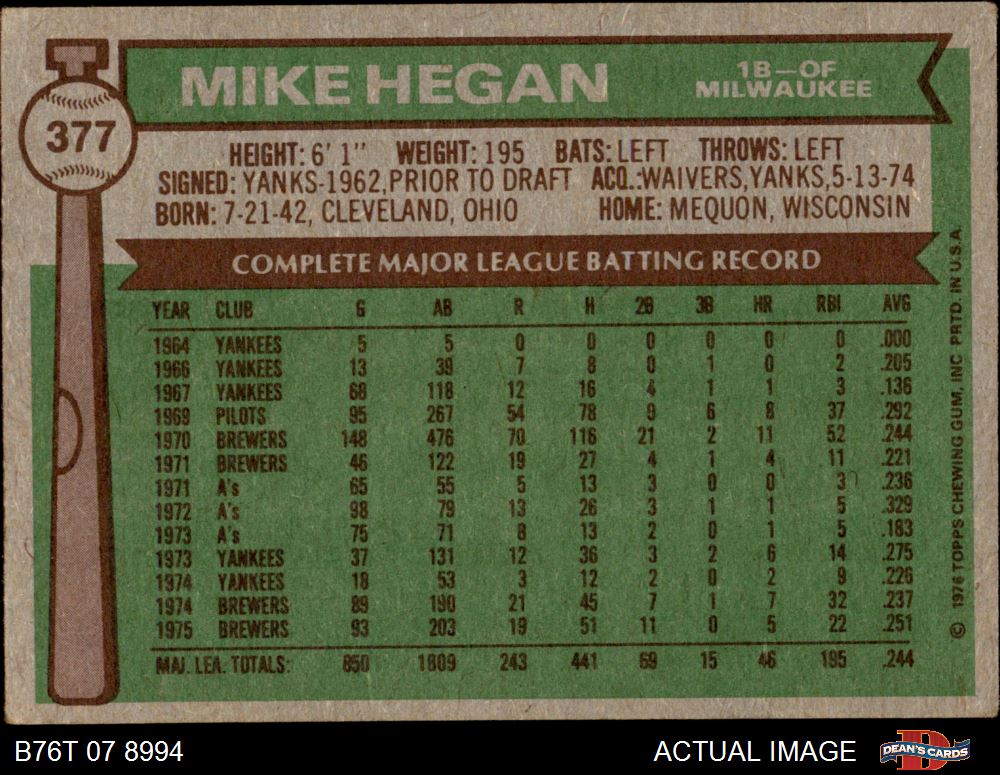 MIKE HEGAN
1B—OF
MILWAUKEE
377
HEIGHT: 6' 1" WEIGHT: 195 BATS: LEFT THROWS: LEFT
SIGNED: YANKS-1962, PRIOR TO DRAFT ACQ.: WAIVERS, YANKS, 5-13-74
BORN: 7-21-42, CLEVELAND, OHIO HOME: MEQUON, WISCONSIN
COMPLETE MAJOR LEAGUE BATTING RECORD
YEAR CLUB G AB R H 2B 3B HR RBI AVG
1964 YANKEES 5 5 0 0 0 0 0 0 .000
1966 YANKEES 13 39 7 8 0 1 0 2 .205
1967 YANKEES 68 118 12 16 4 1 1 3 .136
1969 PILOTS 95 267 54 78 9 6 8 37 .292
1970 BREWERS 148 476 70 116 21 2 11 52 .244
1971 BREWERS 46 122 19 27 4 1 4 11 .221
1971 A's 65 55 5 13 3 0 0 3 .236
1972 A's 98 79 13 26 3 1 1 5 .329
1973 A's 75 71 8 13 2 0 1 5 .183
1973 YANKEES 37 131 12 36 3 2 6 14 .275
1974 YANKEES 18 53 3 12 2 0 2 9 .226
1974 BREWERS 89 190 21 45 7 1 7 32 .237
1975 BREWERS 93 203 19 51 11 0 5 22 .251
MAJ. LEA. TOTALS: 850 1809 243 441 69 15 46 195 .244
© 1976 TOPPS CHEWING GUM, INC PRTD. IN U.S.A.
B76T 07 8994 ACTUAL IMAGE
DEAN'S CARDS